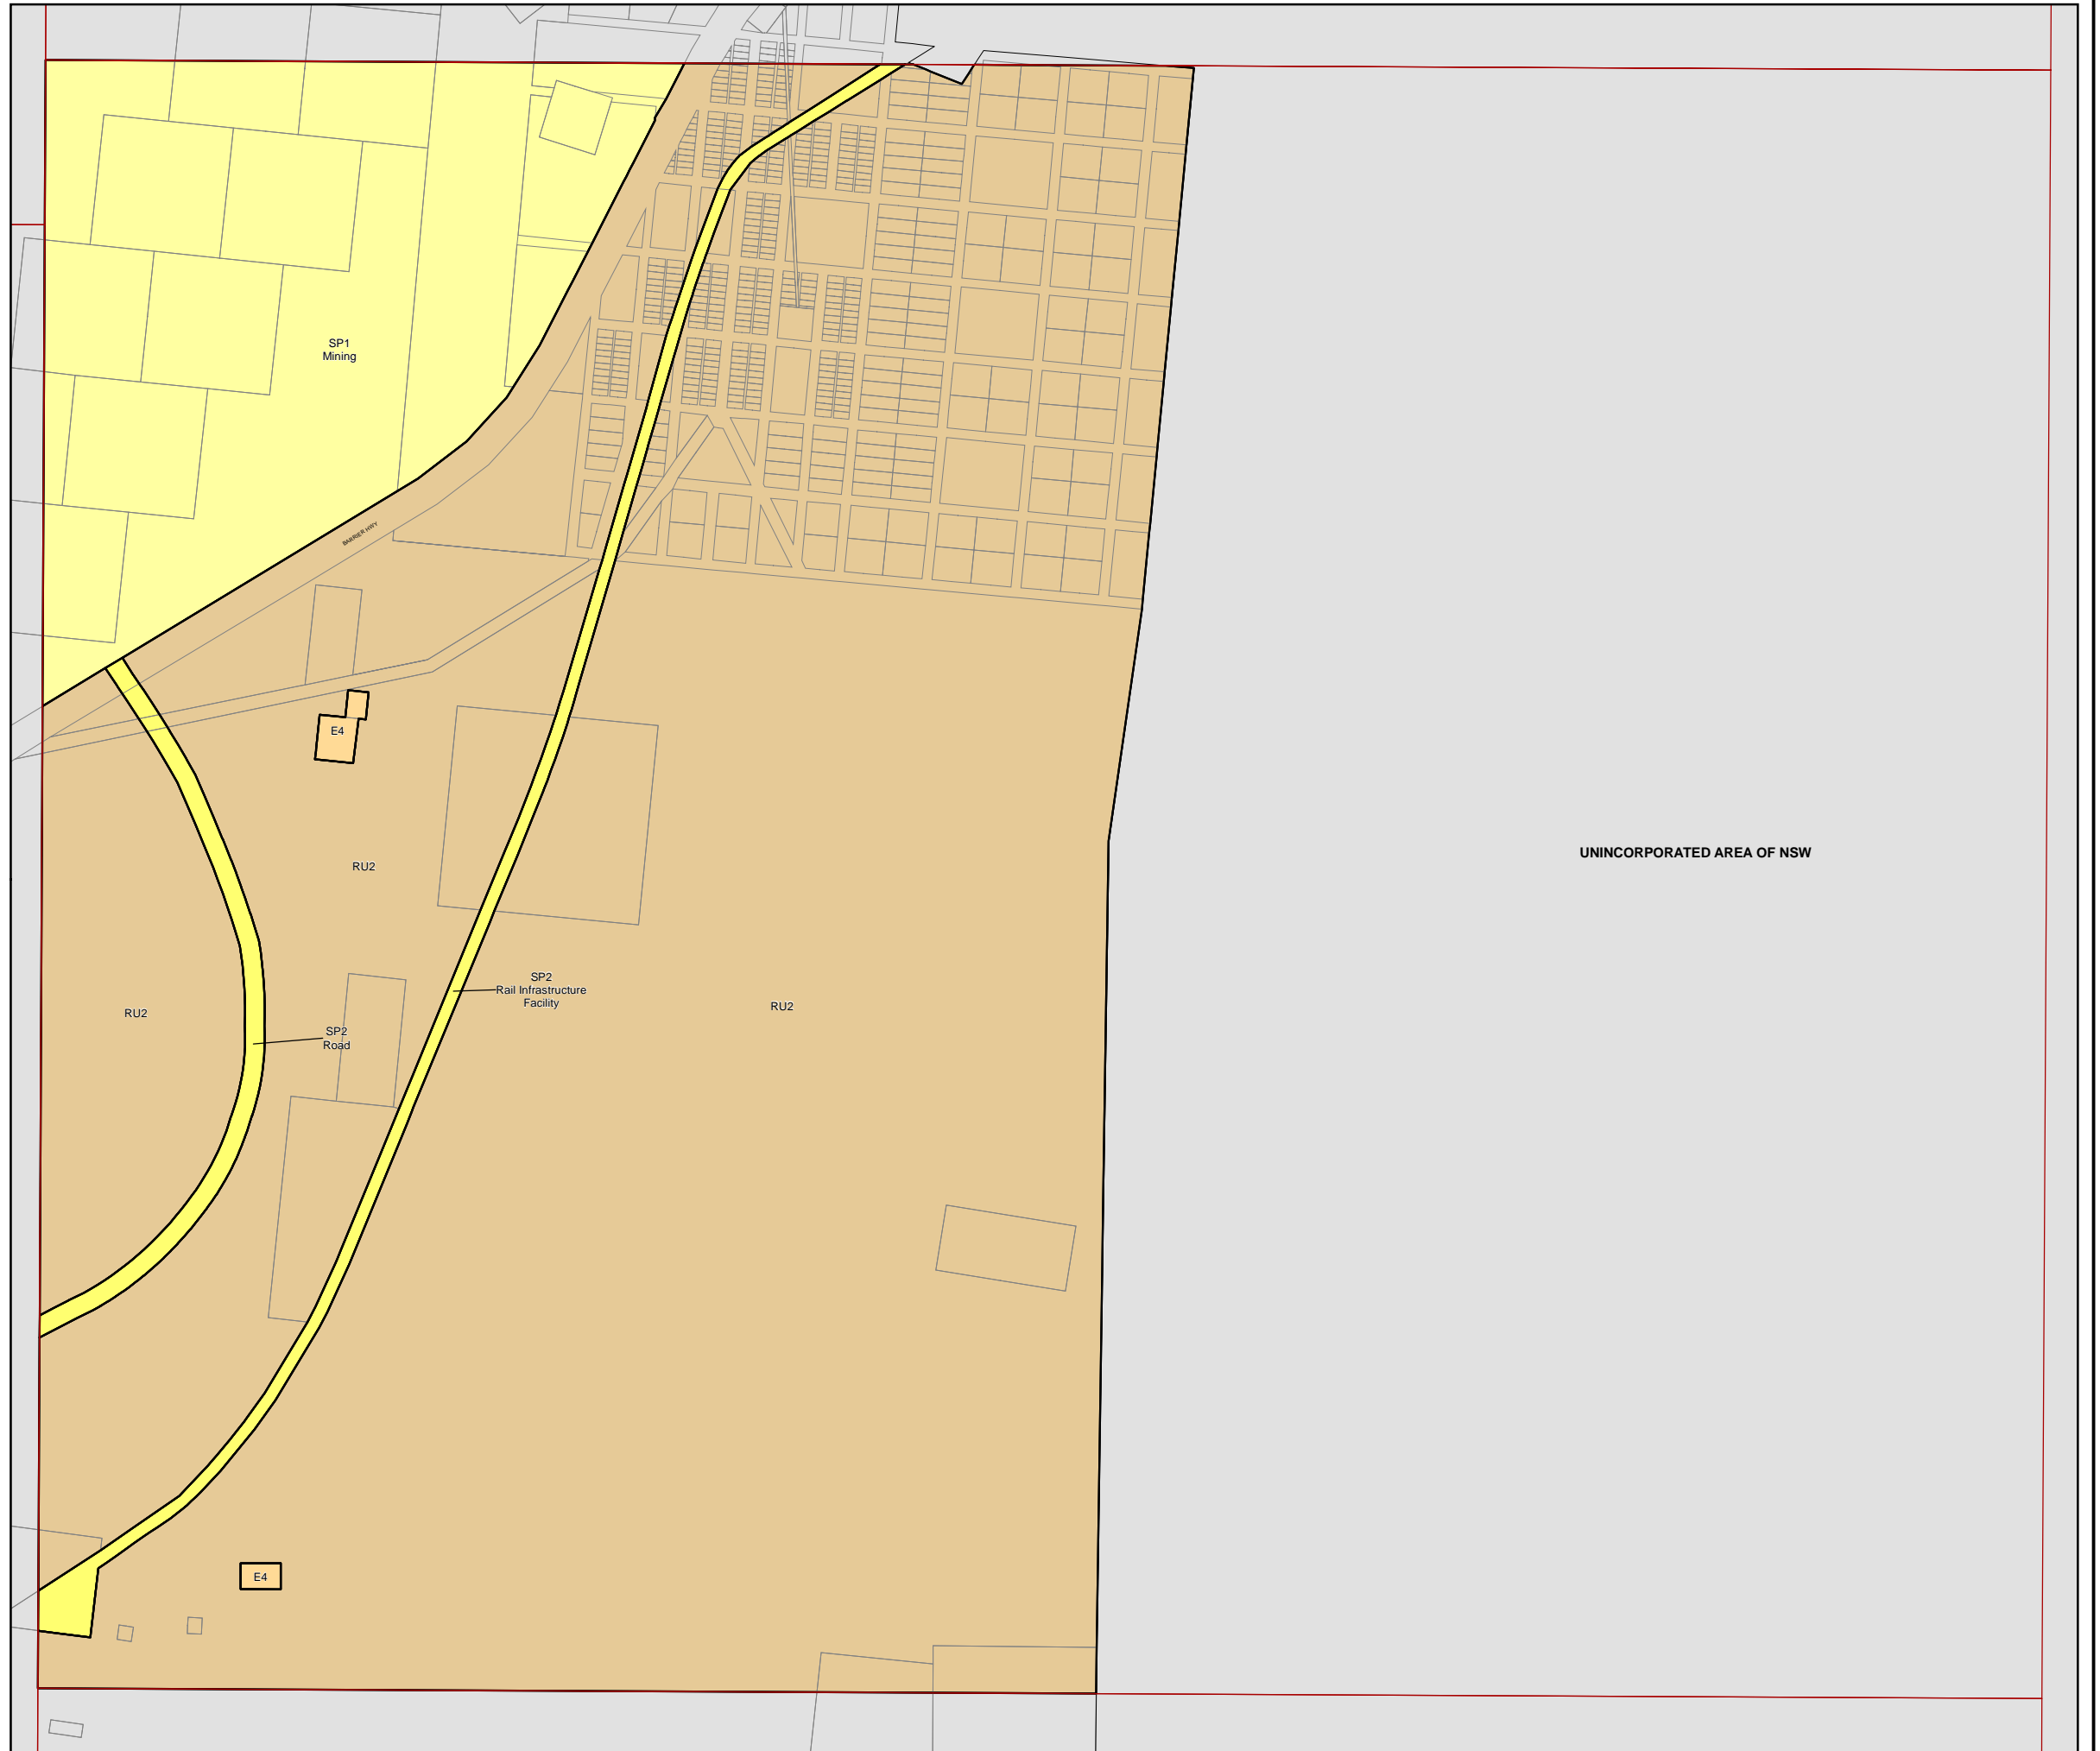 SP1
Mining
BARRIER HWY
E4
UNINCORPORATED AREA OF NSW
RU2
SP2
Rail Infrastructure
Facility
RU2
RU2
SP2
Road
E4